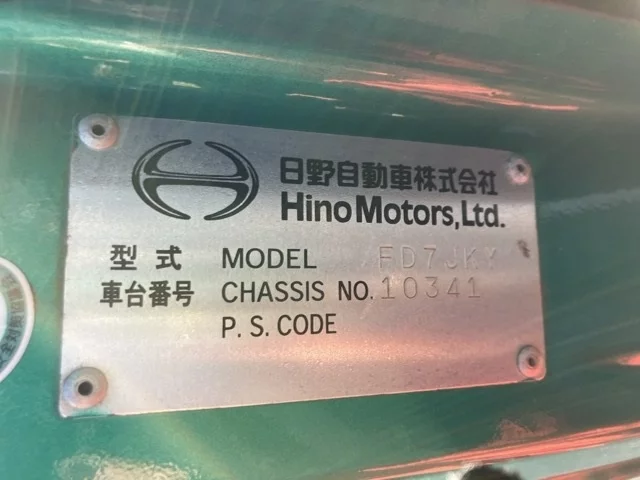 日野自動車株式会社
Hino Motors, Ltd.
型式 MODEL FD7JKY
車台番号 CHASSIS NO. 10341
P. S. CODE